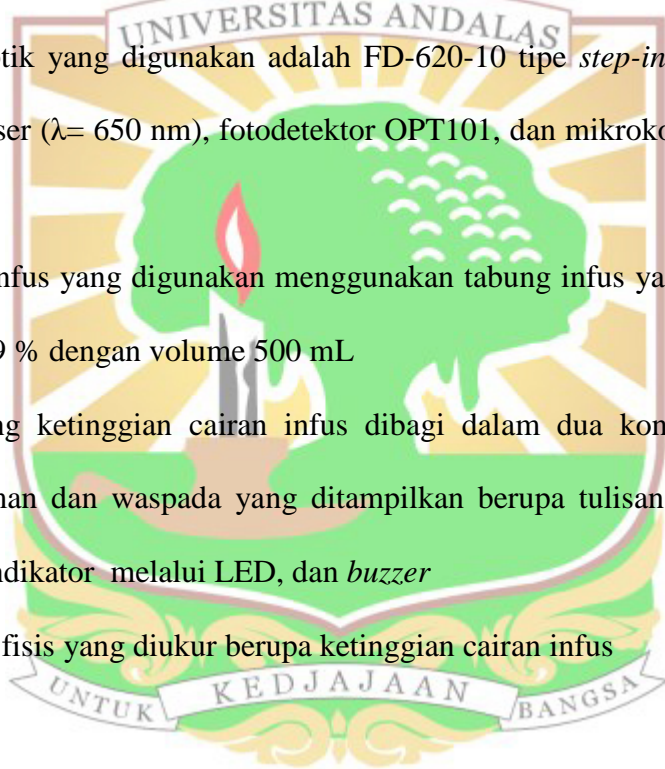 UNIVERSITAS ANDALAS
tik yang digunakan adalah FD-620-10 tipe step-in
ser (λ= 650 nm), fotodetektor OPT101, dan mikroko
nfus yang digunakan menggunakan tabung infus ya
9 % dengan volume 500 mL
ng ketinggian cairan infus dibagi dalam dua kon
nan dan waspada yang ditampilkan berupa tulisan
ndikator melalui LED, dan buzzer
fisis yang diukur berupa ketinggian cairan infus
UNTUK KEDJAJAAN BANGSA